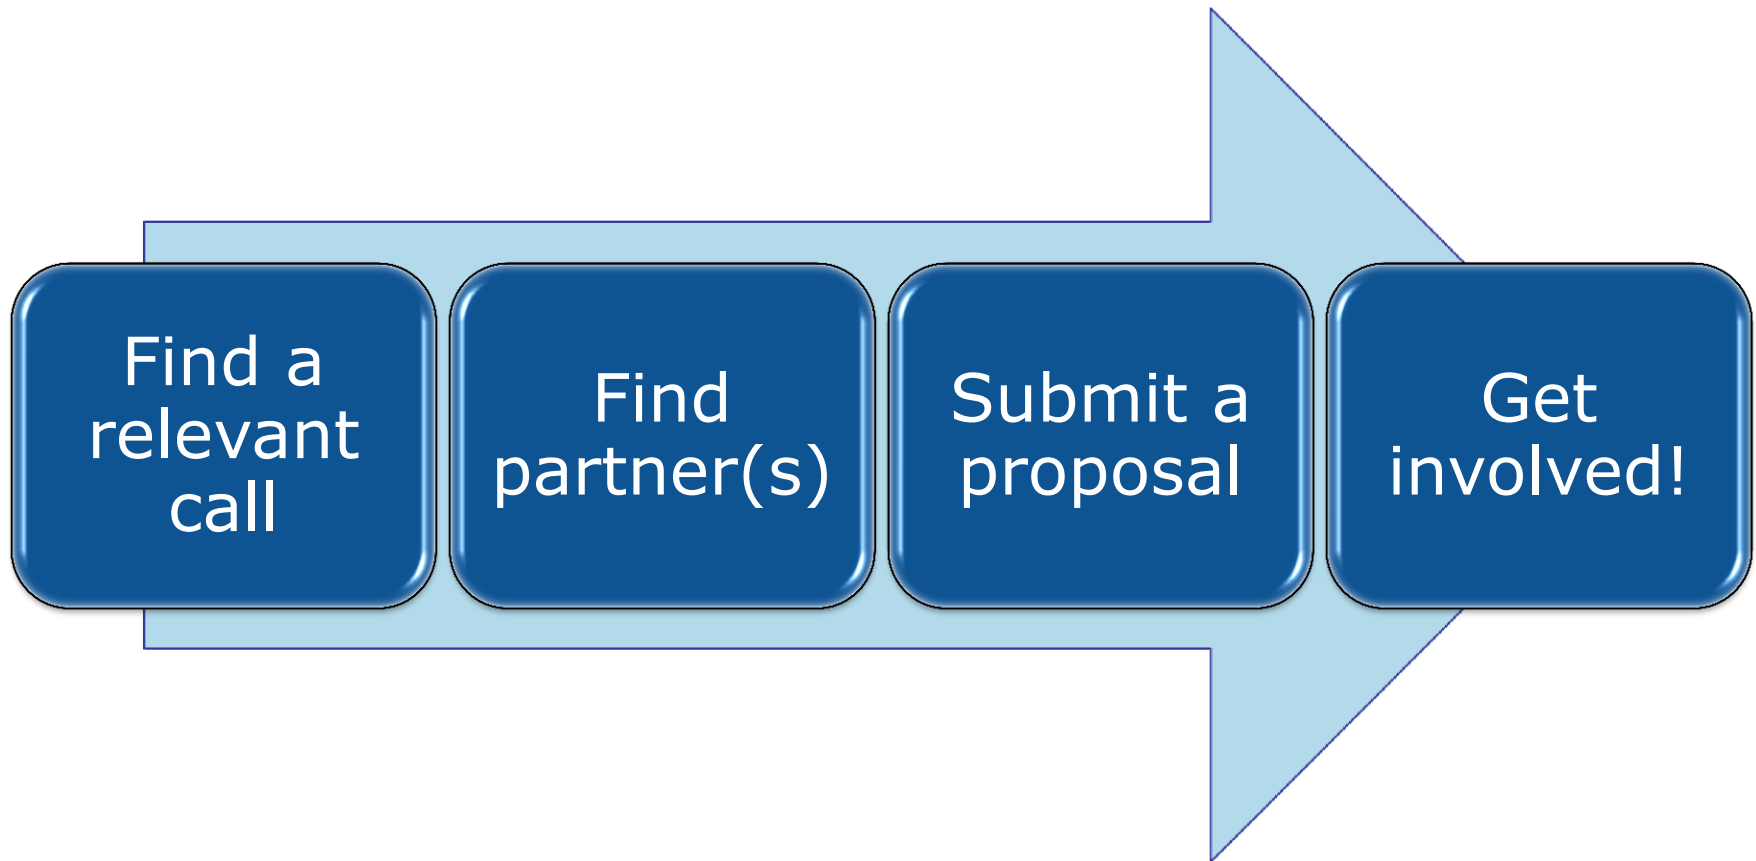 Find a
relevant
call
Find
partner(s)
Submit a
proposal
Get
involved!